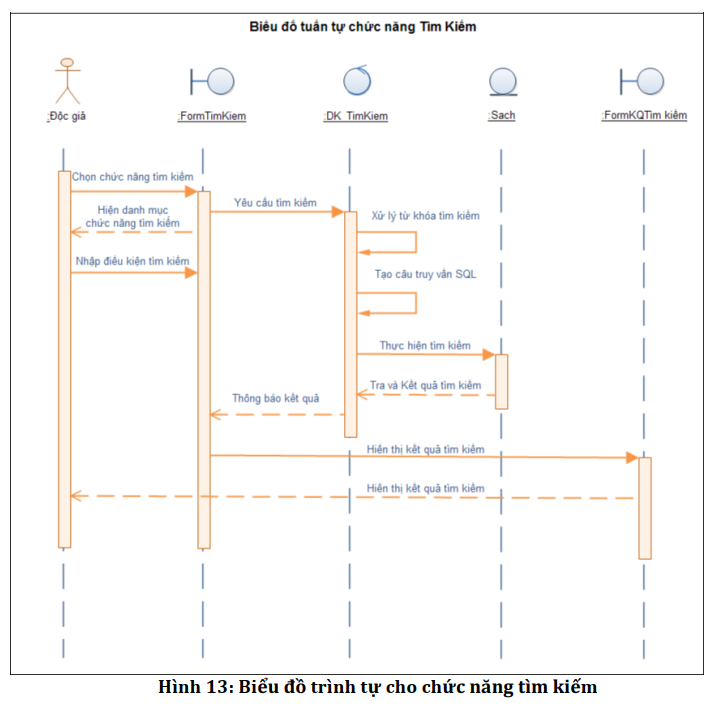 Biểu đồ tuần tự chức năng Tìm Kiếm
:Độc giả
:FormTimKiem
:DK_TimKiem
:Sach
:FormKQTìm kiếm
Chọn chức năng tìm kiếm
Yêu cầu tìm kiếm
Xử lý từ khóa tìm kiếm
Hiện danh mục
chức năng tìm kiếm
Nhập điều kiện tìm kiếm
Tạo câu truy vấn SQL
Thực hiện tìm kiếm
Tra và Kết quả tìm kiếm
Thông báo kết quả
Hiển thị kết quả tìm kiếm
Hiển thị kết quả tìm kiếm
Hình 13: Biểu đồ trình tự cho chức năng tìm kiếm